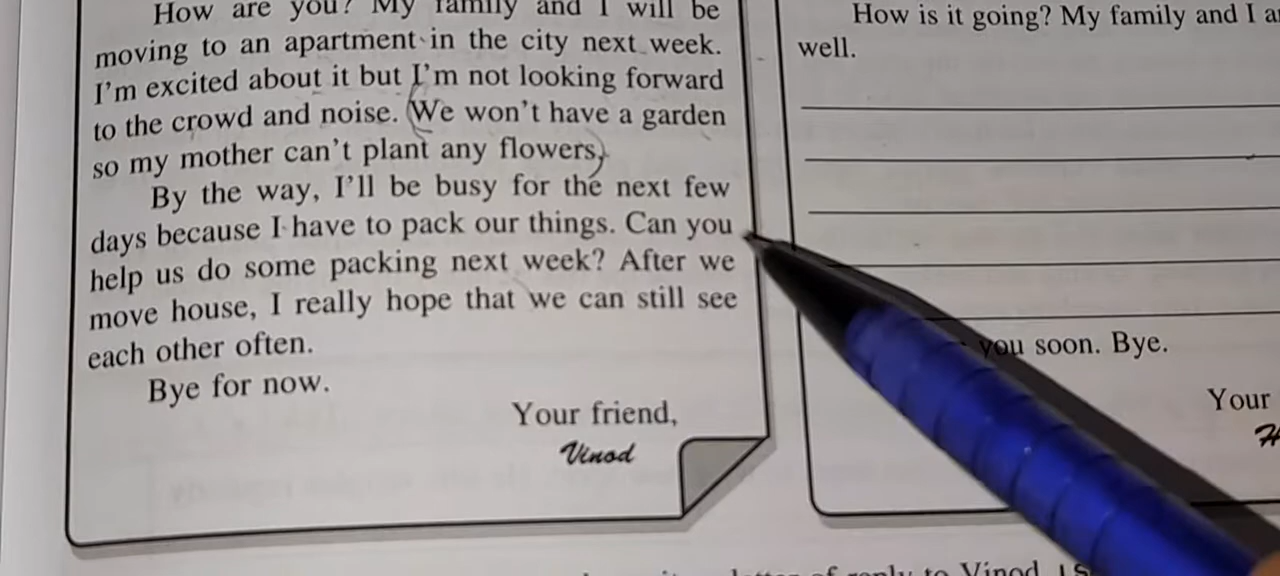 How are you? My family and I will be
moving to an apartment in the city next week.
I'm excited about it but I'm not looking forward
to the crowd and noise. (We won't have a garden
so my mother can't plant any flowers,)
By the way, I'll be busy for the next few
days because I have to pack our things. Can you
help us do some packing next week? After we
move house, I really hope that we can still see
each other often.
Bye for now.
Your friend,
Vinod
How is it going? My family and I
well.
you soon. Bye.
Your
of reply to Vinod